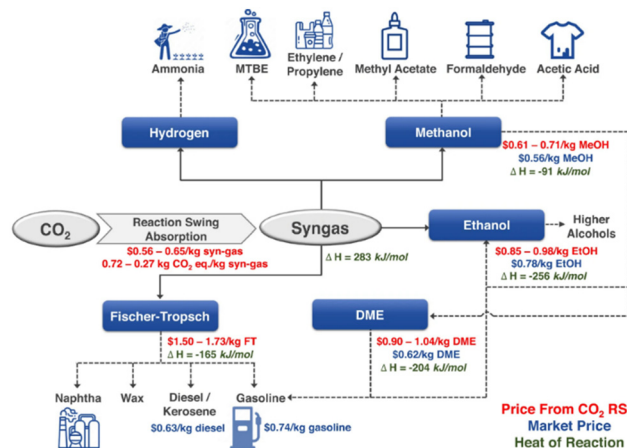 Ammonia
MTBE
Ethylene /
Propylene
Methyl Acetate
Formaldehyde
Acetic Acid
Hydrogen
Methanol
$0.61 – 0.71/kg MeOH
$0.56/kg MeOH
Δ H = -91 kJ/mol
CO₂
Reaction Swing
Absorption
Syngas
Ethanol
Higher
Alcohols
$0.56 – 0.65/kg syn-gas
0.72 – 0.27 kg CO₂ eq./kg syn-gas
Δ H = 283 kJ/mol
$0.85 – 0.98/kg EtOH
$0.78/kg EtOH
Δ H = -256 kJ/mol
Fischer-Tropsch
DME
$1.50 – 1.73/kg FT
Δ H = -165 kJ/mol
$0.90 – 1.04/kg DME
$0.62/kg DME
Δ H = -204 kJ/mol
Naphtha
Wax
Diesel /
Kerosene
Gasoline
$0.63/kg diesel
$0.74/kg gasoline
Price From CO₂ RS
Market Price
Heat of Reaction